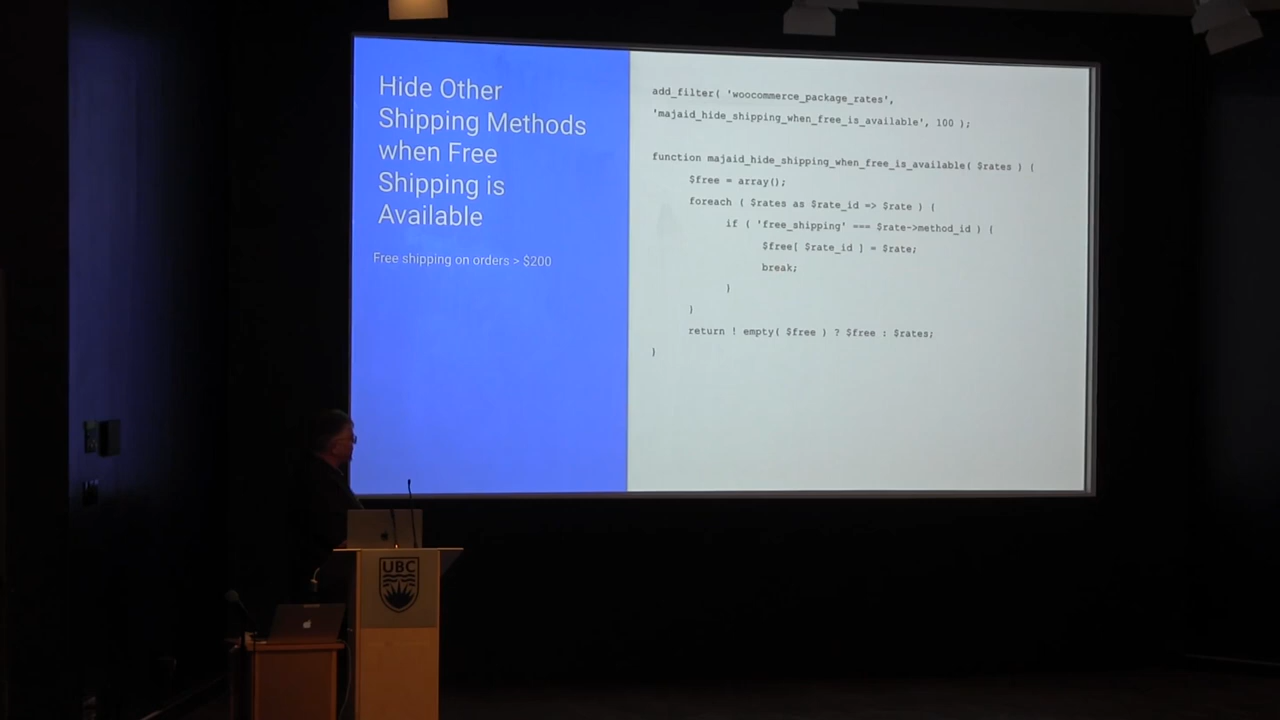 Hide Other
Shipping Methods
when Free
Shipping is
Available
Free shipping on orders > $200
add_filter( 'woocommerce_package_rates',
'majaid_hide_shipping_when_free_is_available', 100 );
function majaid_hide_shipping_when_free_is_available( $rates ) {
$free = array();
foreach ( $rates as $rate_id => $rate ) {
if ( 'free_shipping' === $rate->method_id ) {
$free[ $rate_id ] = $rate;
break;
}
}
return ! empty( $free ) ? $free : $rates;
}
UBC